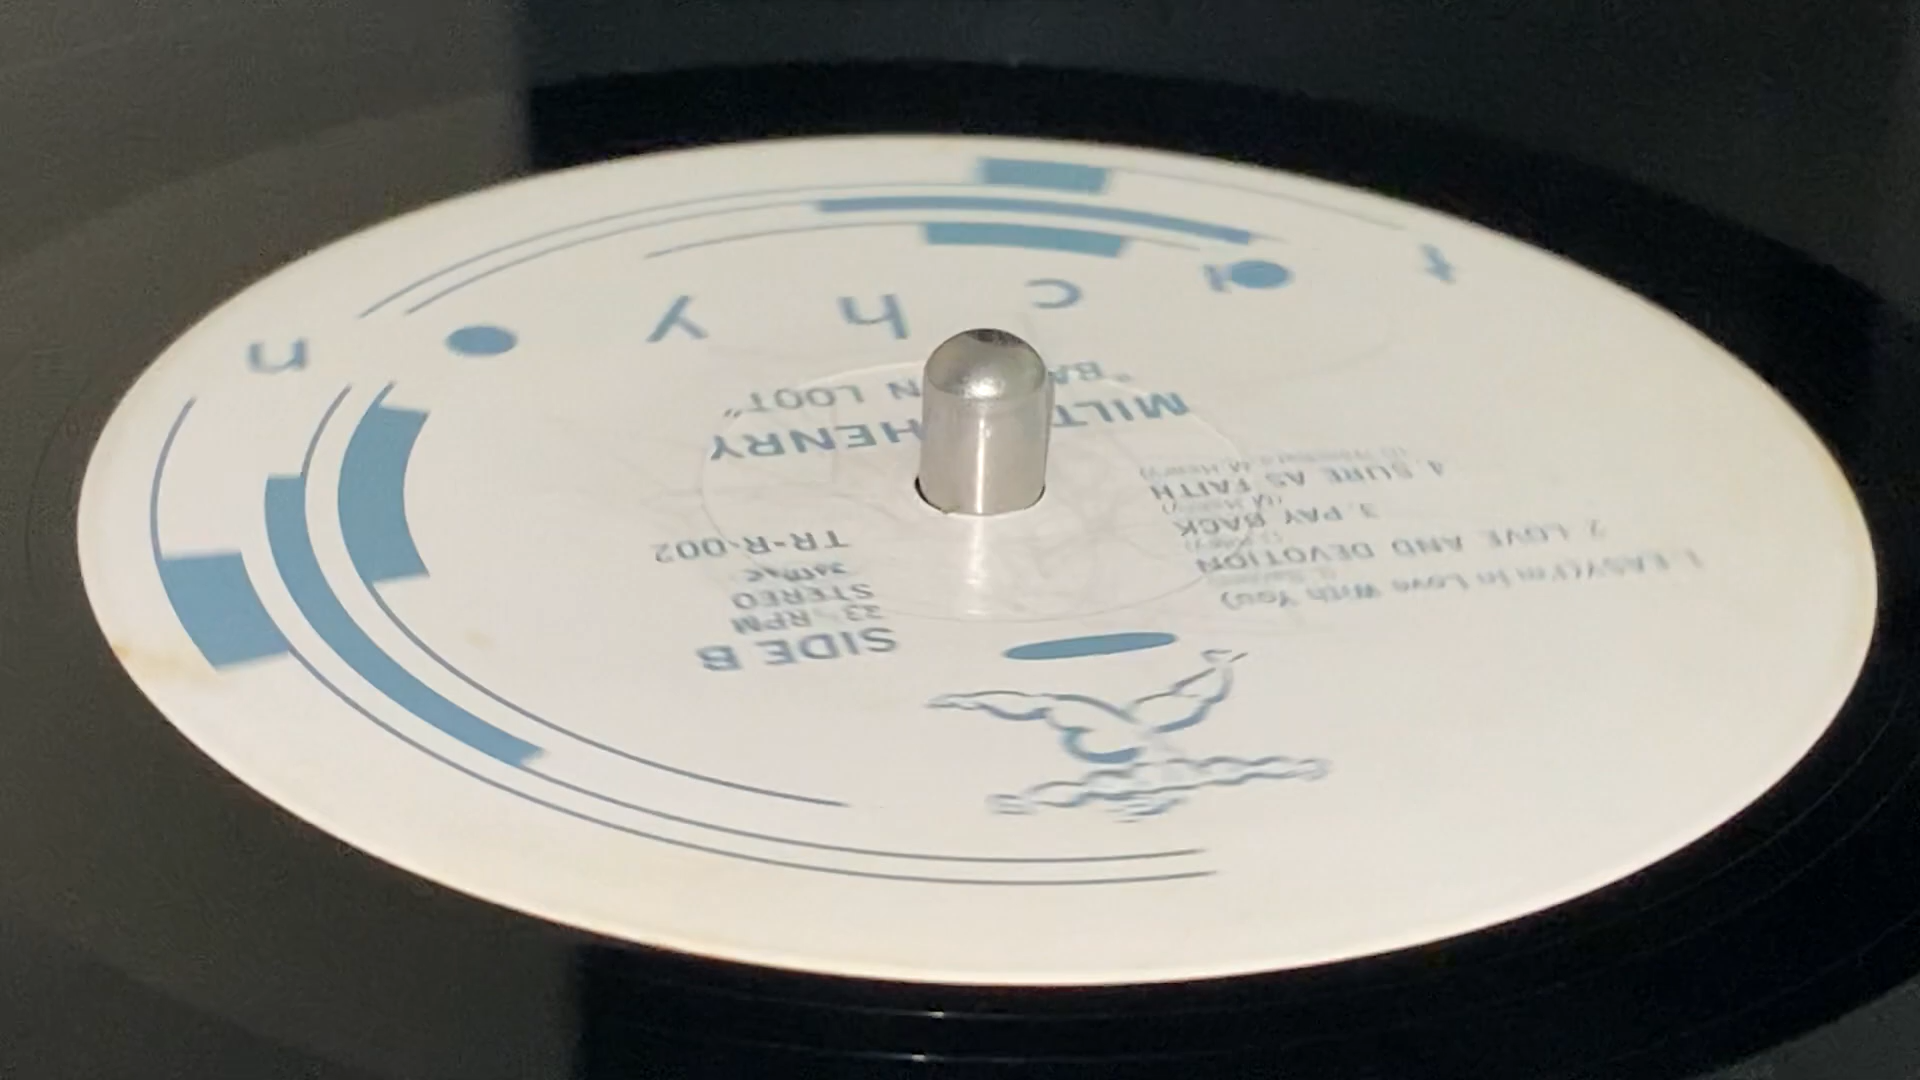 1. EASY (I'm In Love With You)
2. LOVE AND DEVOTION
3. PAY BACK
4. SURE AS FAITH
SIDE B
33⅓ RPM
STEREO
TR-R-002
MILT HENRY
"BA N LOOT"
t i c h y n